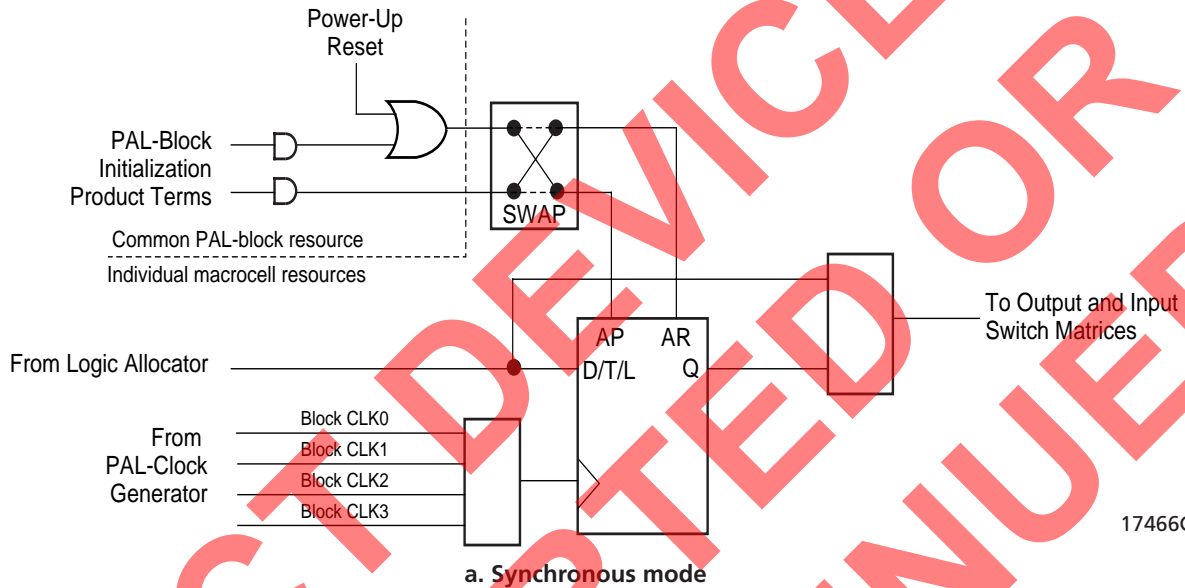 Power-Up
Reset
PAL-Block
Initialization
Product Terms
SWAP
Common PAL-block resource
Individual macrocell resources
To Output and Input
Switch Matrices
AP AR
From Logic Allocator
D/T/L Q
From
PAL-Clock
Generator
Block CLK0
Block CLK1
Block CLK2
Block CLK3
a. Synchronous mode